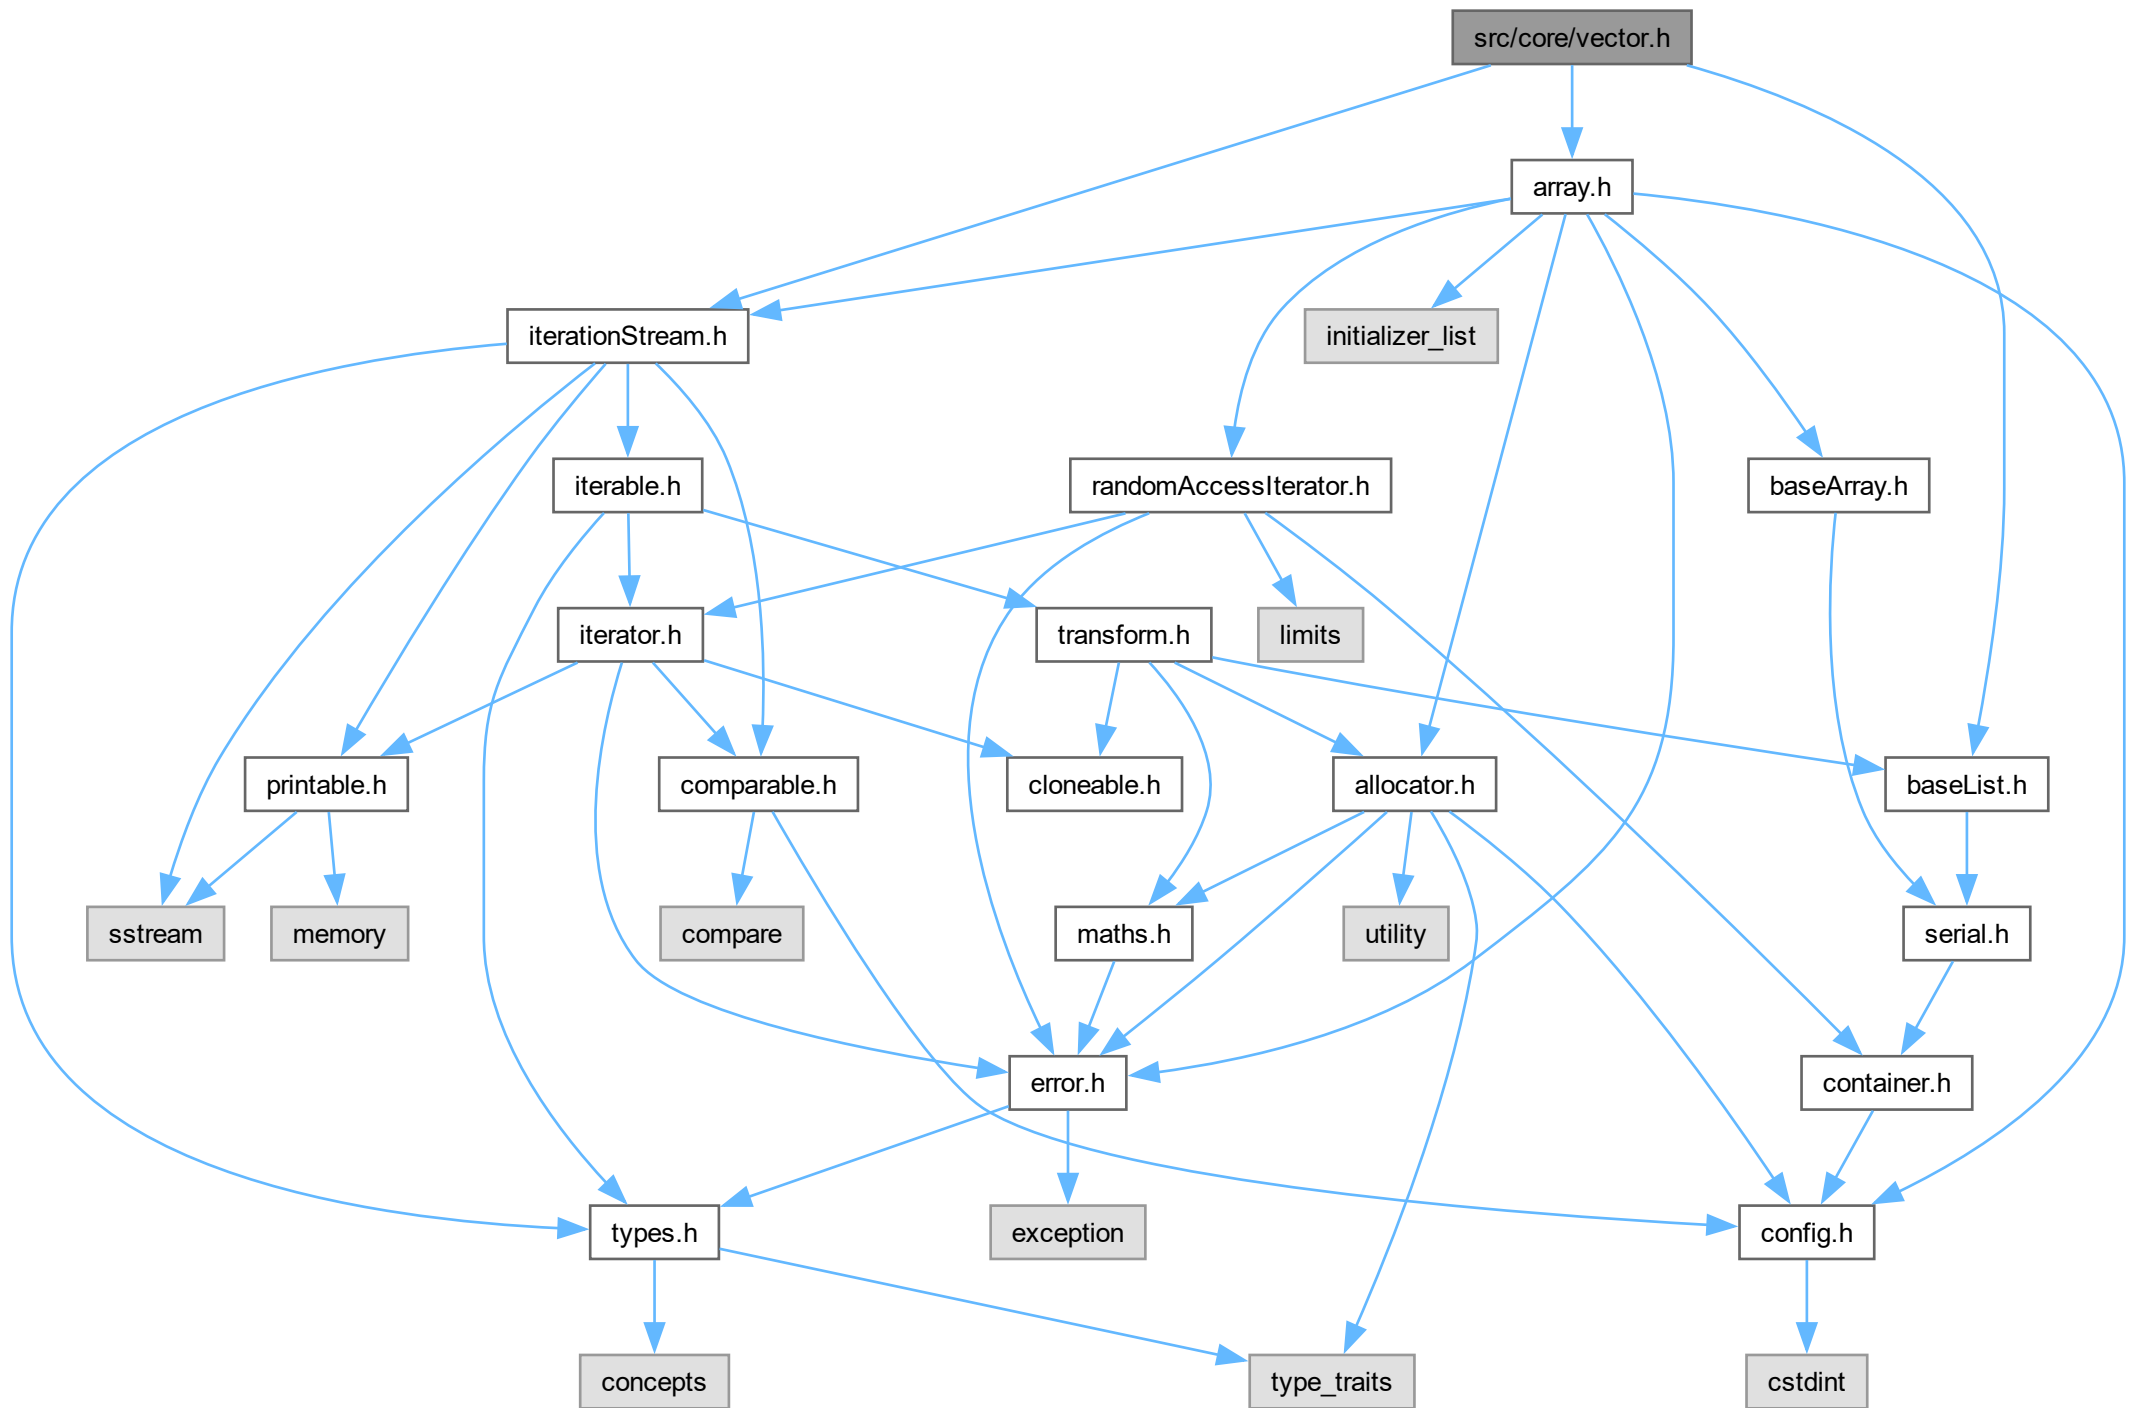 src/core/vector.h
array.h
iterationStream.h
initializer_list
iterable.h
randomAccessIterator.h
baseArray.h
iterator.h
transform.h
limits
printable.h
comparable.h
cloneable.h
allocator.h
baseList.h
sstream
memory
compare
maths.h
utility
serial.h
error.h
container.h
types.h
exception
config.h
concepts
type_traits
cstdint